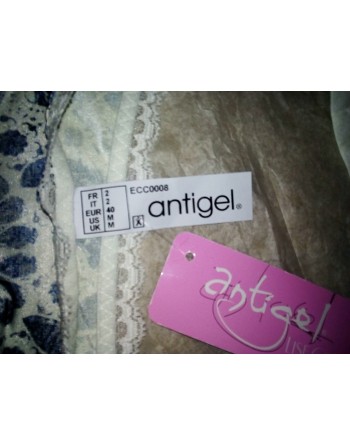 ECC0008
FR 2
IT 2
EUR 40
US M
UK M
A
antigel®
antigel